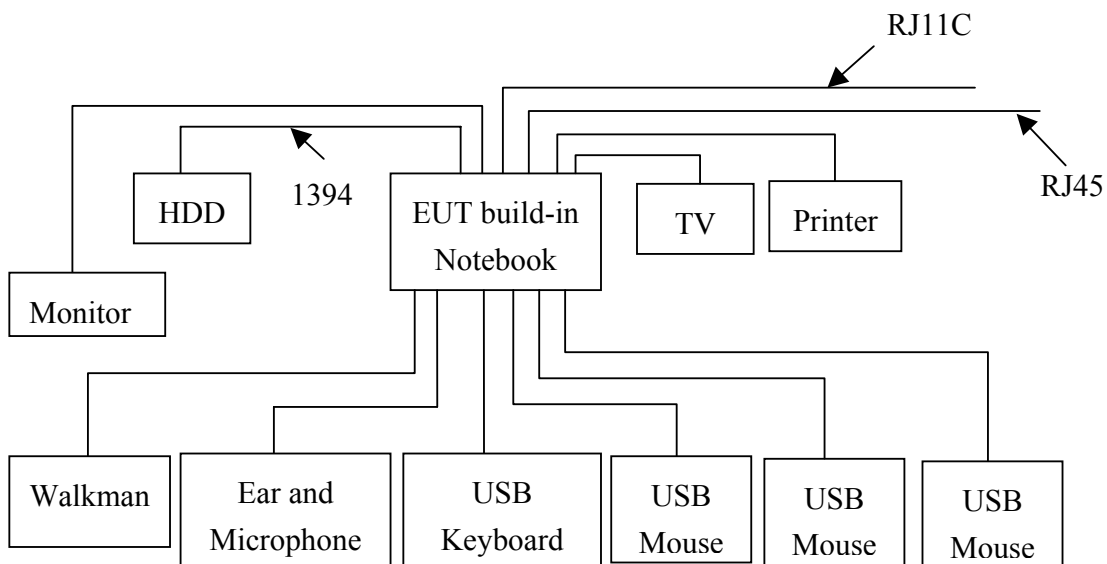 RJ11C
RJ45
1394
HDD
EUT build-in
Notebook
TV
Printer
Monitor
Walkman
Ear and
Microphone
USB
Keyboard
USB
Mouse
USB
Mouse
USB
Mouse